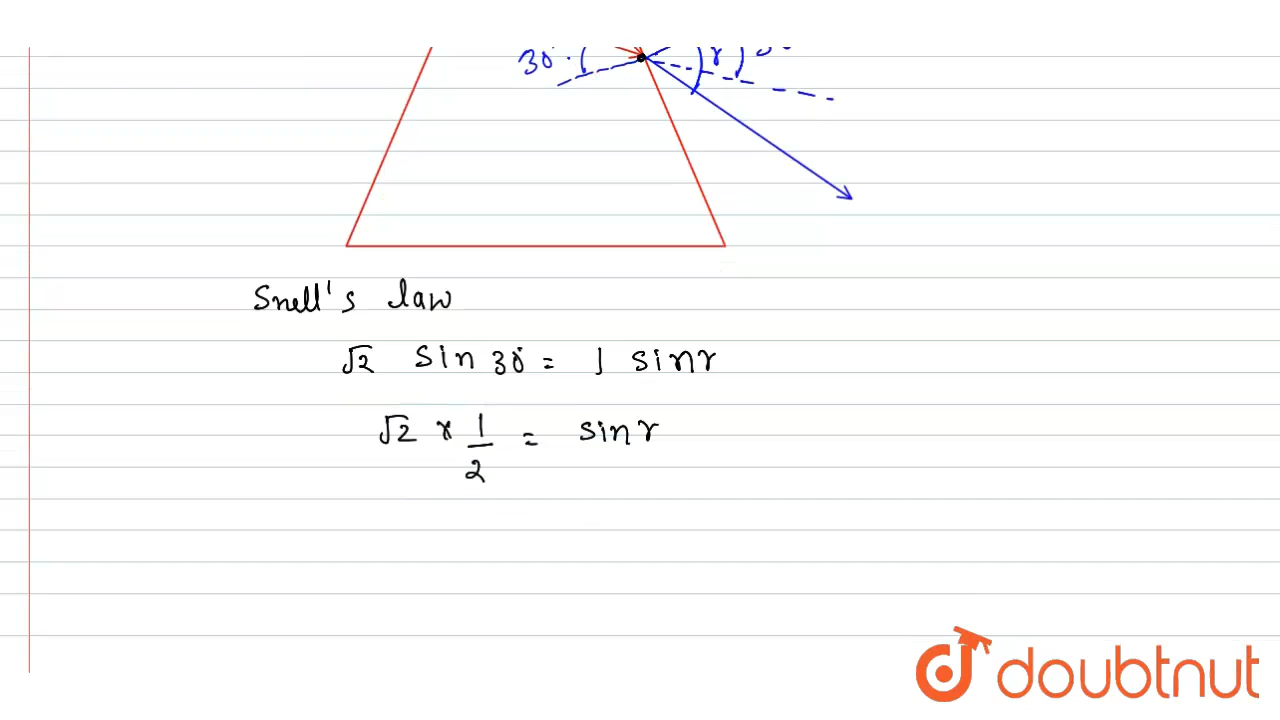 30° r
Snell's law
√2 sin 30° = 1 sin r
√2 × 1/2 = sin r
doubtnut